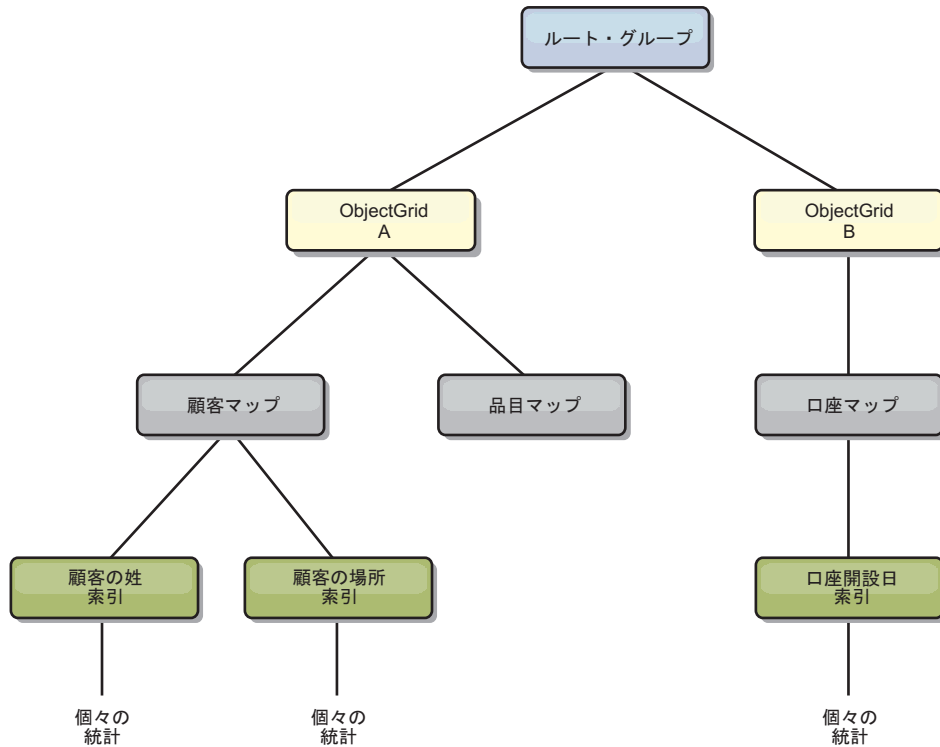 ルート・グループ
ObjectGrid
A
ObjectGrid
B
顧客マップ
品目マップ
口座マップ
顧客の姓
索引
顧客の場所
索引
口座開設日
索引
個々の
統計
個々の
統計
個々の
統計